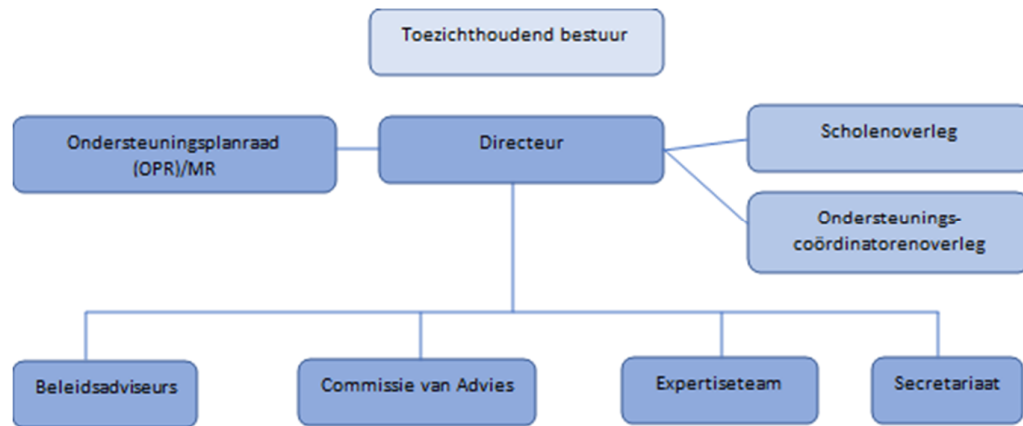 Toezichthoudend bestuur
Ondersteuningsplanraad
(OPR)/MR
Directeur
Scholenoverleg
Ondersteunings-
coördinatorenoverleg
Beleidsadviseurs
Commissie van Advies
Expertiseteam
Secretariaat